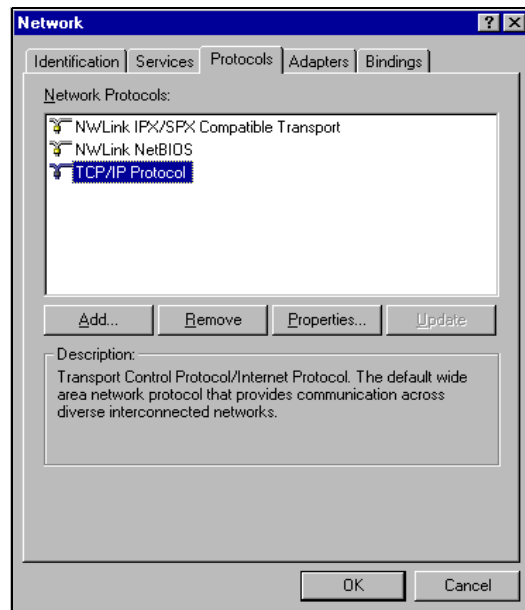 Network
Identification Services Protocols Adapters Bindings
Network Protocols:
NWLink IPX/SPX Compatible Transport
NWLink NetBIOS
TCP/IP Protocol
Add... Remove Properties... Update
Description:
Transport Control Protocol/Internet Protocol. The default wide
area network protocol that provides communication across
diverse interconnected networks.
OK Cancel